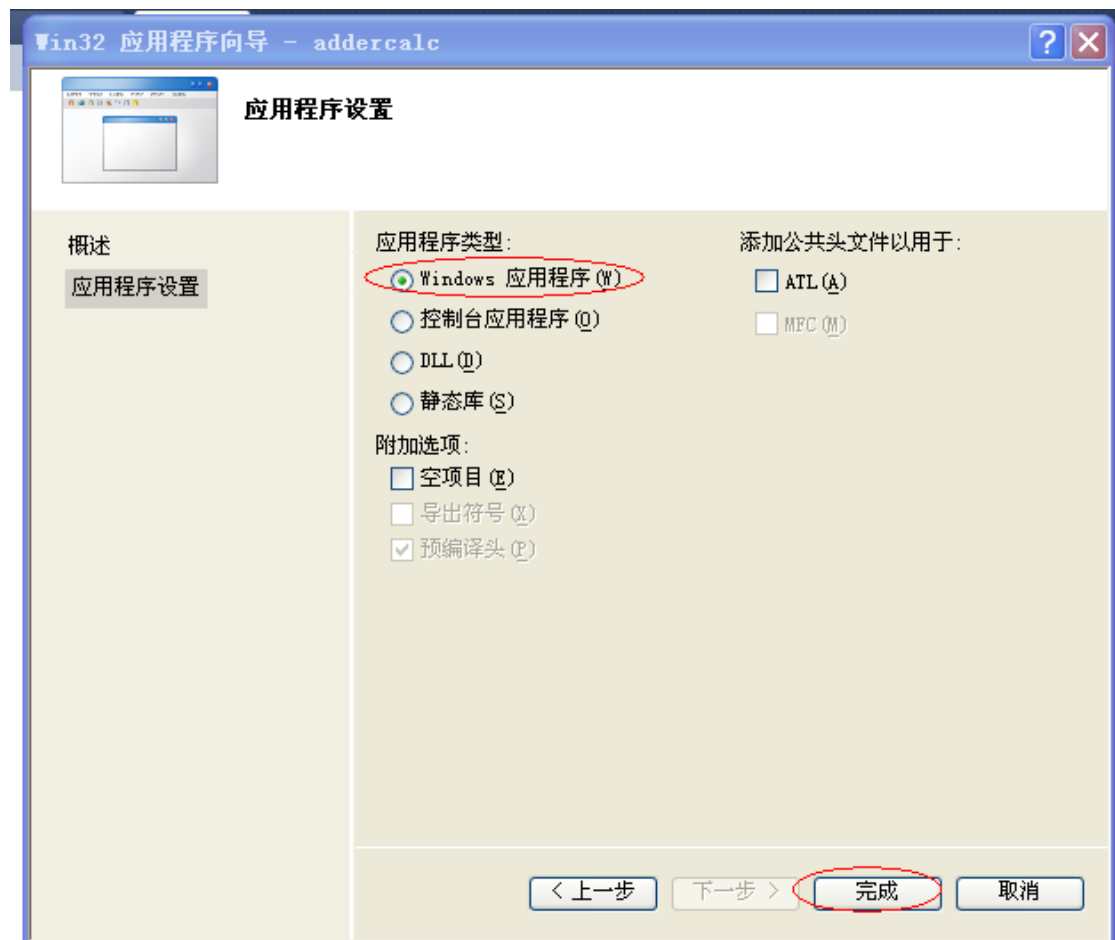 Win32 应用程序向导 - addercalc
应用程序设置
概述
应用程序设置
应用程序类型:
Windows 应用程序(W)
控制台应用程序(O)
DLL(D)
静态库(S)
附加选项:
空项目(E)
导出符号(X)
预编译头(P)
添加公共头文件以用于:
ATL(A)
MFC(M)
< 上一步
下一步 >
完成
取消